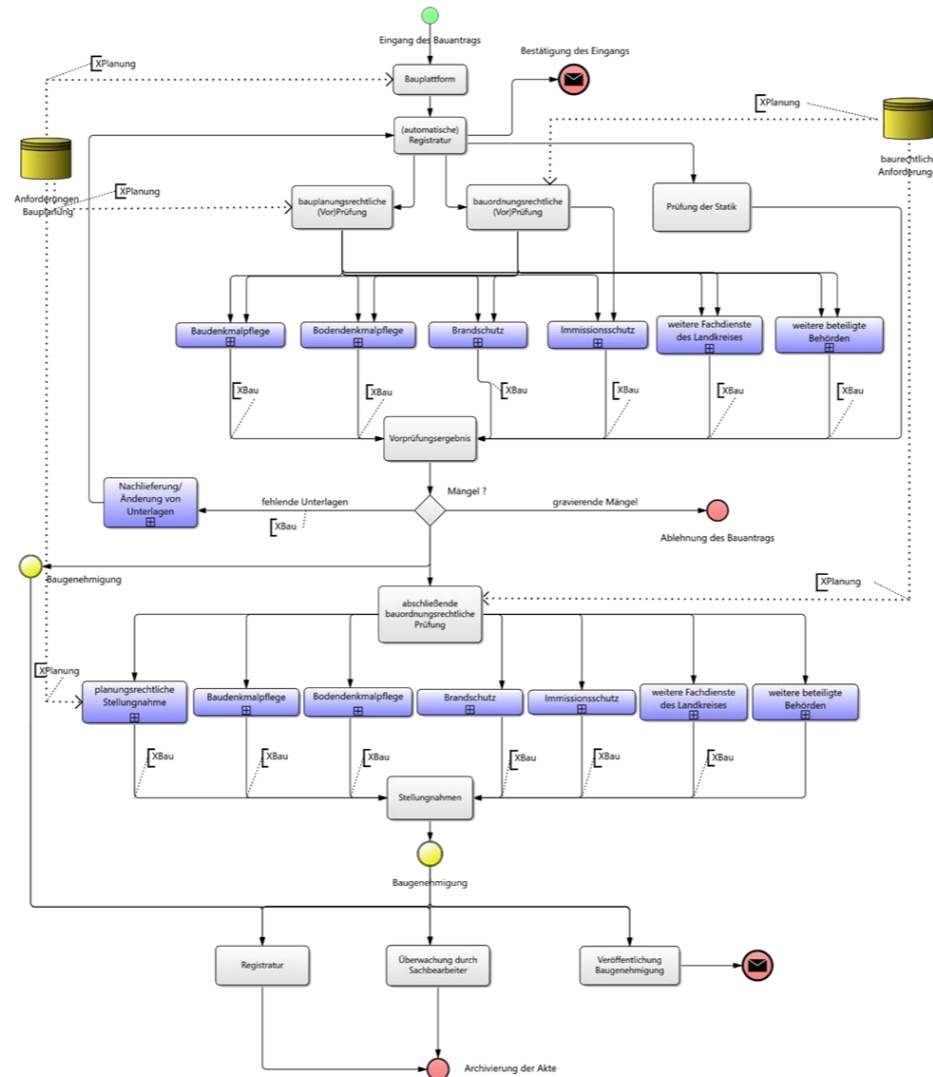 Eingang des Bauantrags
Bestätigung des Eingangs
XPlanung
Bauplattform
XPlanung
(automatische)
Registratur
baurechtlich
Anforderunge
Anforderungen
Bauplanung
XPlanung
bauplanungsrechtliche
(Vor)Prüfung
bauordnungsrechtliche
(Vor)Prüfung
Prüfung der Statik
Baudenkmalpflege
Bodendenkmalpflege
Brandschutz
Immissionsschutz
weitere Fachdienste
des Landkreises
weitere beteiligte
Behörden
XBau
XBau
XBau
XBau
XBau
XBau
Vorprüfungsergebnis
Nachlieferung/
Änderung von
Unterlagen
fehlende Unterlagen
XBau
Mängel ?
gravierende Mängel
Ablehnung des Bauantrags
Baugenehmigung
XPlanung
abschließende
bauordnungsrechtliche
Prüfung
XPlanung
planungsrechtliche
Stellungnahme
Baudenkmalpflege
Bodendenkmalpflege
Brandschutz
Immissionsschutz
weitere Fachdienste
des Landkreises
weitere beteiligte
Behörden
XBau
XBau
XBau
XBau
XBau
XBau
Stellungnahmen
Baugenehmigung
Registratur
Überwachung durch
Sachbearbeiter
Veröffentlichung
Baugenehmigung
Archivierung der Akte